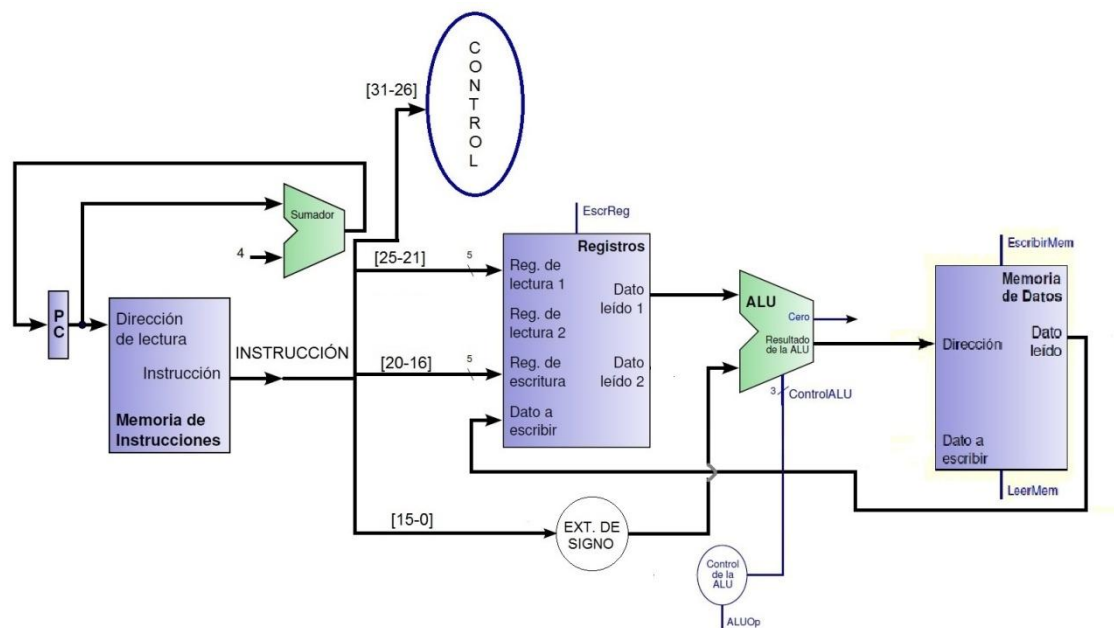 CONTROL
[31-26]
Sumador
4
EscrReg
[25-21]
5
Registros
Reg. de
lectura 1
Dato
leído 1
Reg. de
lectura 2
Reg. de
escritura
Dato
leído 2
Dato a
escribir
EscribirMem
Memoria
de Datos
Dirección
Dato
leído
Dato a
escribir
LeerMem
ALU
Cero
Resultado
de la ALU
3
ControlALU
PC
Dirección
de lectura
Instrucción
Memoria de
Instrucciones
INSTRUCCIÓN
[20-16]
5
[15-0]
EXT. DE
SIGNO
Control
de la
ALU
ALUOp